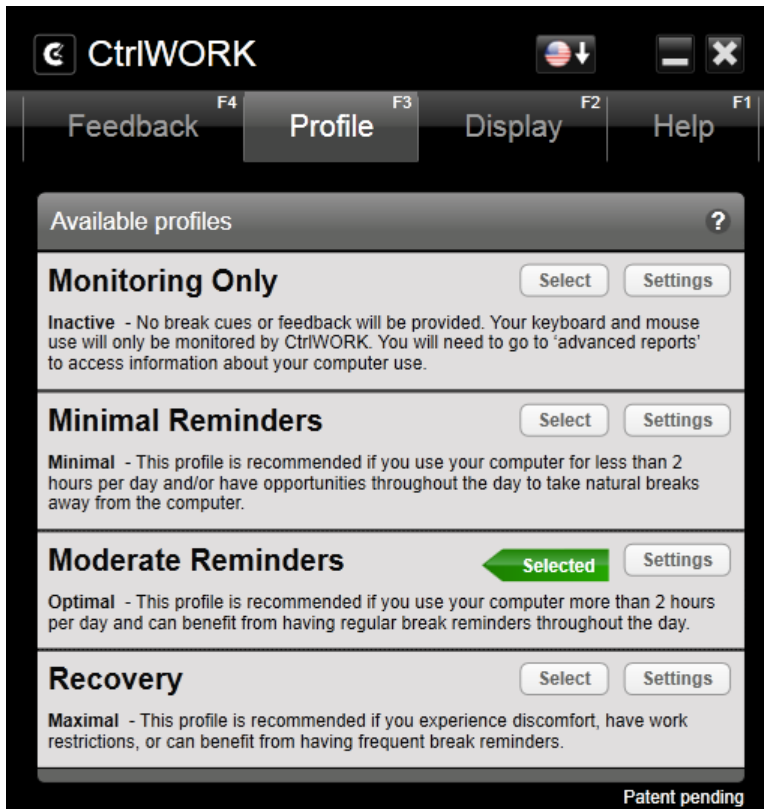 CtrlWORK
Feedback F4
Profile F3
Display F2
Help F1
Available profiles ?
Monitoring Only Select Settings
Inactive - No break cues or feedback will be provided. Your keyboard and mouse
use will only be monitored by CtrlWORK. You will need to go to ‘advanced reports’
to access information about your computer use.
Minimal Reminders Select Settings
Minimal - This profile is recommended if you use your computer for less than 2
hours per day and/or have opportunities throughout the day to take natural breaks
away from the computer.
Moderate Reminders Selected Settings
Optimal - This profile is recommended if you use your computer more than 2 hours
per day and can benefit from having regular break reminders throughout the day.
Recovery Select Settings
Maximal - This profile is recommended if you experience discomfort, have work
restrictions, or can benefit from having frequent break reminders.
Patent pending